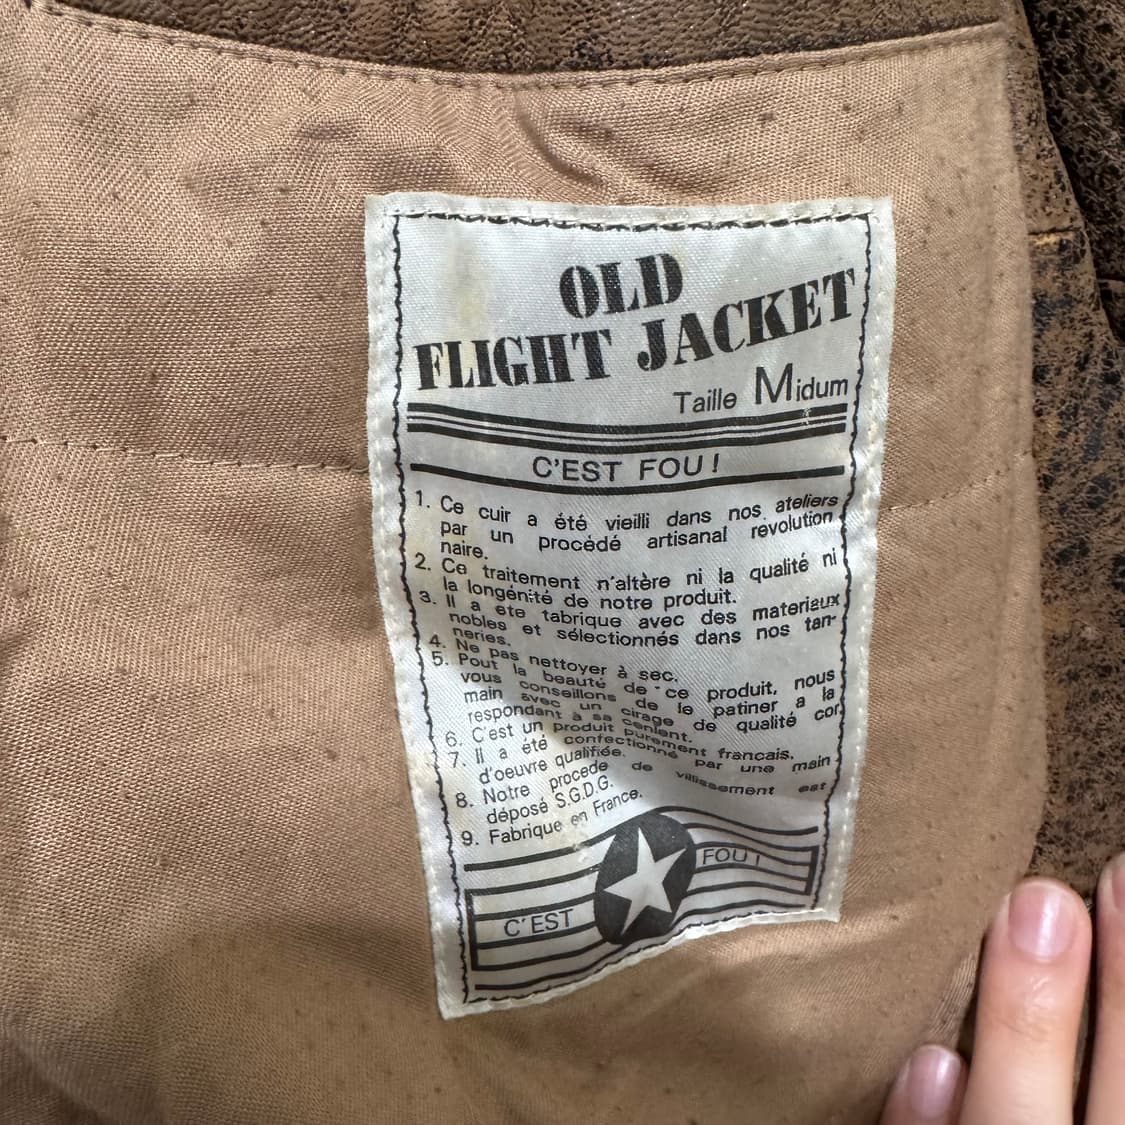 OLD
FLIGHT JACKET
Taille Midum
C'EST FOU !
1. Ce cuir a été vieilli dans nos ateliers
par un procèdé artisanal revolution
naire.
2. Ce traitement n'altère ni la qualité ni
la longénité de notre produit.
3. Il a ete tabrique avec des materiaux
nobles et sélectionnés dans nos tan-
neries.
4. Ne pas nettoyer à sec.
5. Pout la beauté de ce produit, nous
vous conseillons de le patiner a la
main avec un cirage de qualité cor
respondant à sa
6. C'est un produit purement francais.
7. Il a été confectionné par une main
d'oeuvre qualifiée.
8. Notre procede de villissement est
déposé S.G.D.G.
9. Fabrique en France.
C'EST FOU !